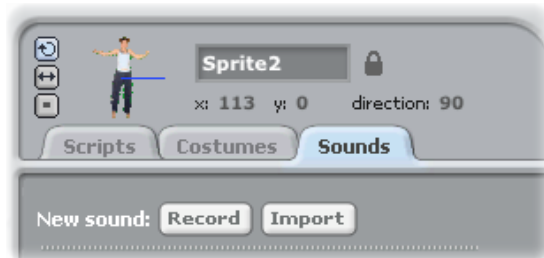 Sprite2
x: 113 y: 0 direction: 90
Scripts Costumes Sounds
New sound: Record Import